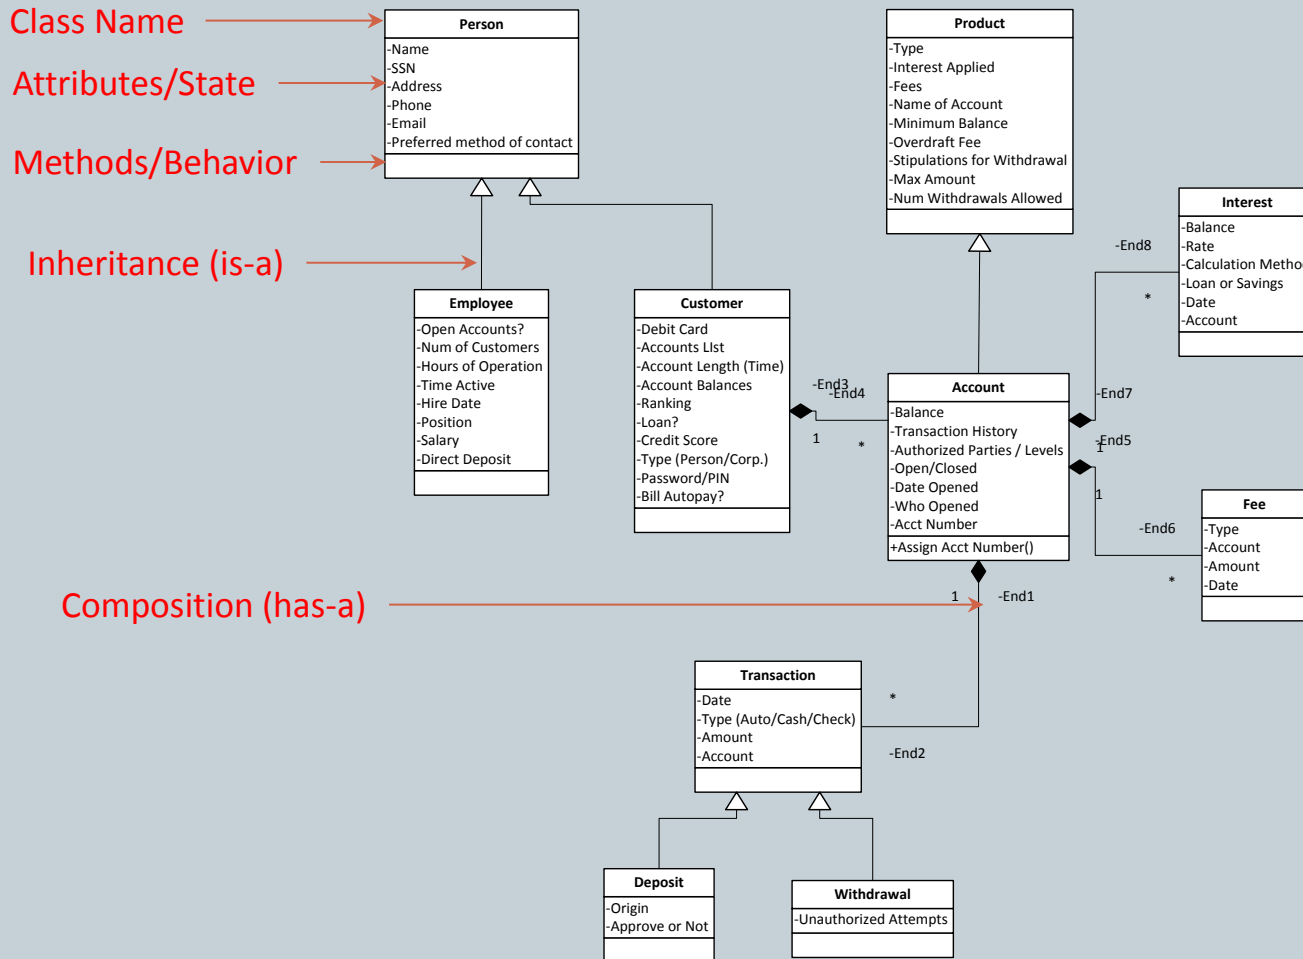 Class Name
Attributes/State
Methods/Behavior
Inheritance (is-a)
Composition (has-a)
Person
-Name
-SSN
-Address
-Phone
-Email
-Preferred method of contact
Product
-Type
-Interest Applied
-Fees
-Name of Account
-Minimum Balance
-Overdraft Fee
-Stipulations for Withdrawal
-Max Amount
-Num Withdrawals Allowed
Interest
-Balance
-Rate
-Calculation Metho
-Loan or Savings
-Date
-Account
Employee
-Open Accounts?
-Num of Customers
-Hours of Operation
-Time Active
-Hire Date
-Position
-Salary
-Direct Deposit
Customer
-Debit Card
-Accounts LIst
-Account Length (Time)
-Account Balances
-Ranking
-Loan?
-Credit Score
-Type (Person/Corp.)
-Password/PIN
-Bill Autopay?
-End3
-End4
1
*
Account
-Balance
-Transaction History
-Authorized Parties / Levels
-Open/Closed
-Date Opened
-Who Opened
-Acct Number
+Assign Acct Number()
-End8
*
-End7
-End5
1
1
-End6
*
Fee
-Type
-Account
-Amount
-Date
1
-End1
*
-End2
Transaction
-Date
-Type (Auto/Cash/Check)
-Amount
-Account
Deposit
-Origin
-Approve or Not
Withdrawal
-Unauthorized Attempts